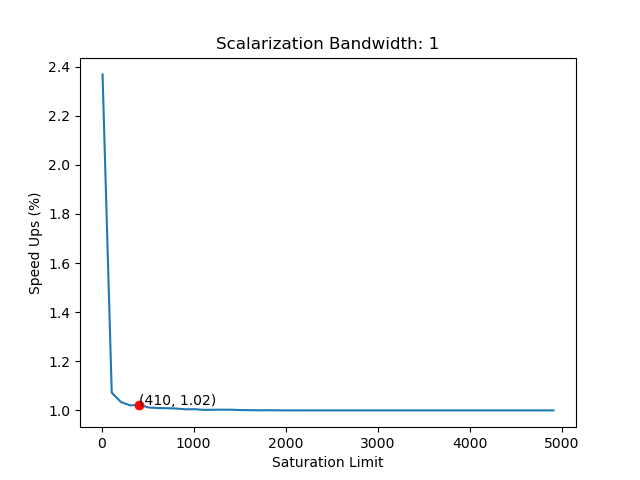 Scalarization Bandwidth: 1
Speed Ups (%)
2.4
2.2
2.0
1.8
1.6
1.4
1.2
1.0
(410, 1.02)
0 1000 2000 3000 4000 5000
Saturation Limit